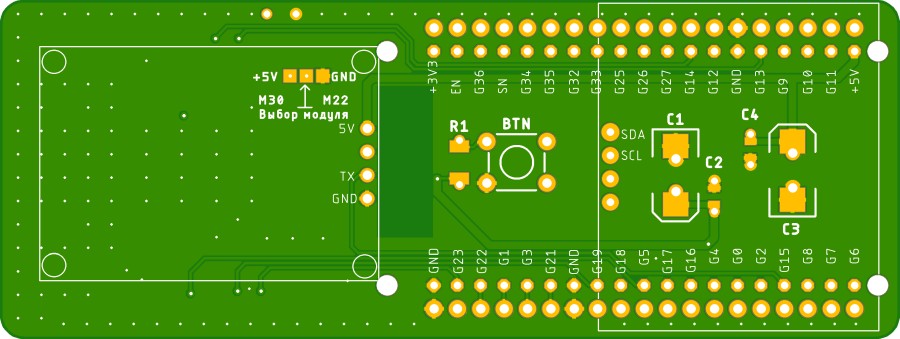 +5V GND
M30 M22
Выбор модуля
5V
TX
GND
+3V3 EN G36 SN G34 G35 G32 G33 G25 G26 G27 G14 G12 GND G13 G9 G10 G11 +5V
R1
BTN
SDA
SCL
C1
C2
C4
C3
GND G23 G22 G1 G3 G21 GND G19 G18 G5 G17 G16 G4 G0 G2 G15 G8 G7 G6